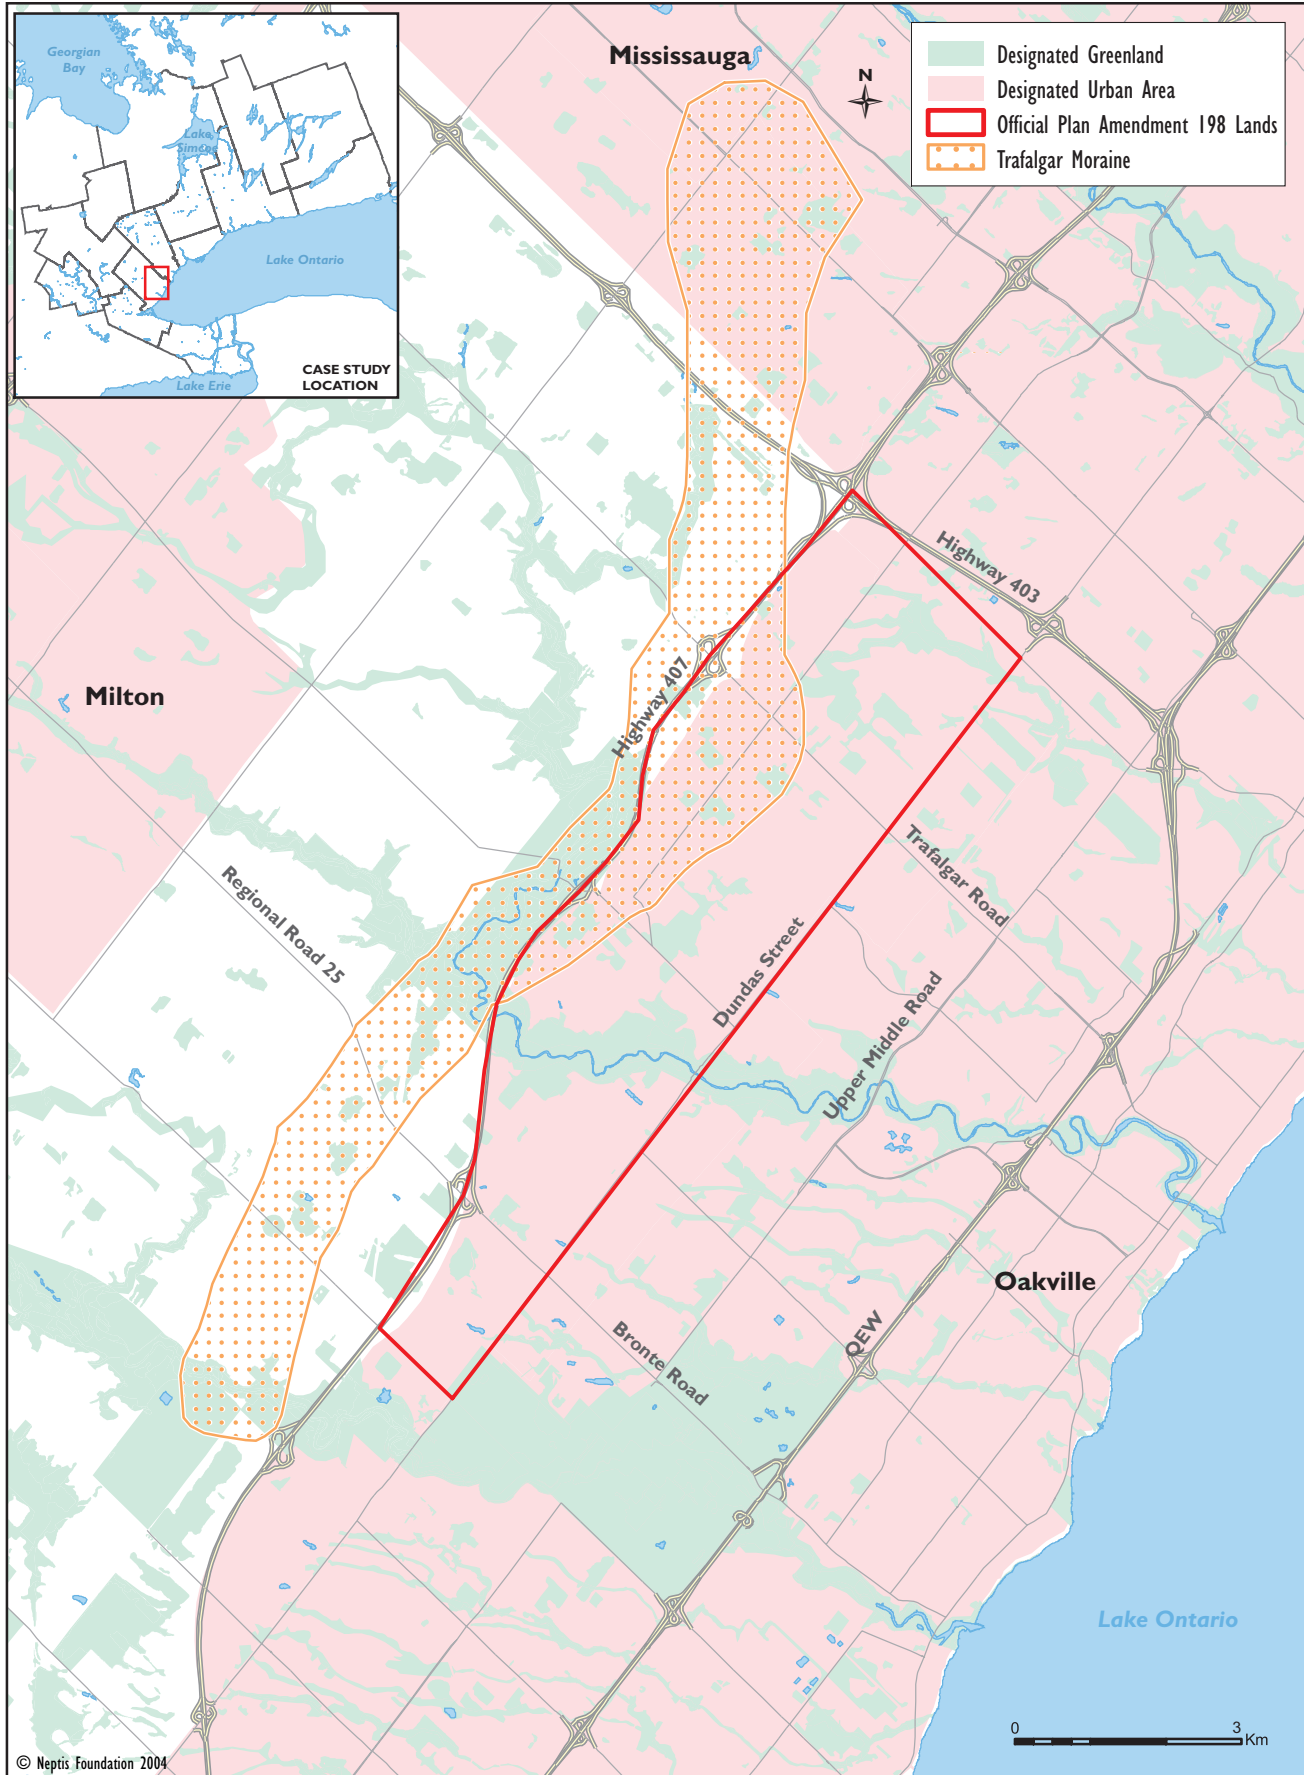 Georgian
Bay
Lake
Simcoe
Lake Ontario
Lake Erie
CASE STUDY
LOCATION
Mississauga
N
Designated Greenland
Designated Urban Area
Official Plan Amendment 198 Lands
Trafalgar Moraine
Highway 403
Milton
Highway 407
Regional Road 25
Trafalgar Road
Dundas Street
Upper Middle Road
Oakville
QEW
Bronte Road
Lake Ontario
0 3
Km
© Neptis Foundation 2004